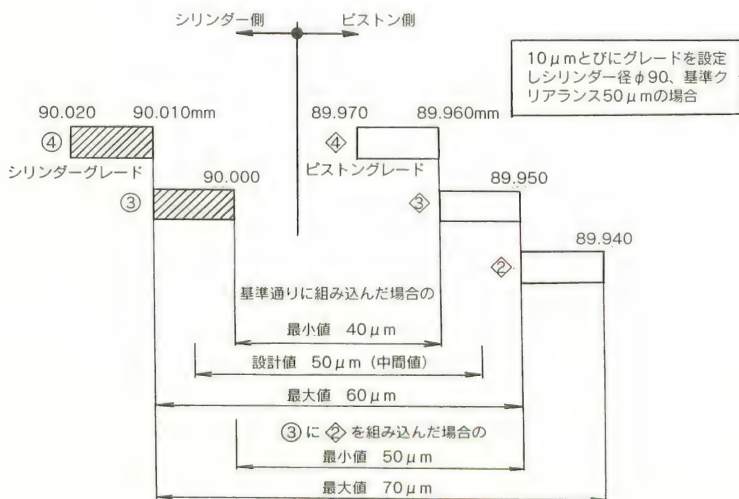 シリンダー側
ピストン側
10μmとびにグレードを設定
しシリンダー径φ90、基準ク
リアランス50μmの場合
90.020
90.010mm
89.970
89.960mm
④
4
シリンダーグレード
90.000
ピストングレード
89.950
③
3
89.940
2
基準通りに組み込んだ場合の
最小値 40μm
設計値 50μm(中間値)
最大値 60μm
③に2を組み込んだ場合の
最小値 50μm
最大値 70μm